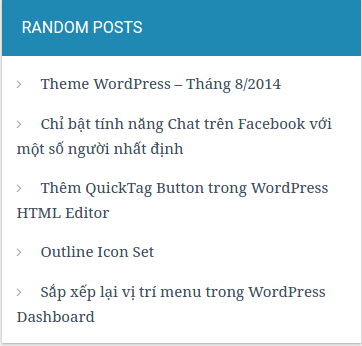 RANDOM POSTS
Theme WordPress – Tháng 8/2014
Chỉ bật tính năng Chat trên Facebook với
một số người nhất định
Thêm QuickTag Button trong WordPress
HTML Editor
Outline Icon Set
Sắp xếp lại vị trí menu trong WordPress
Dashboard